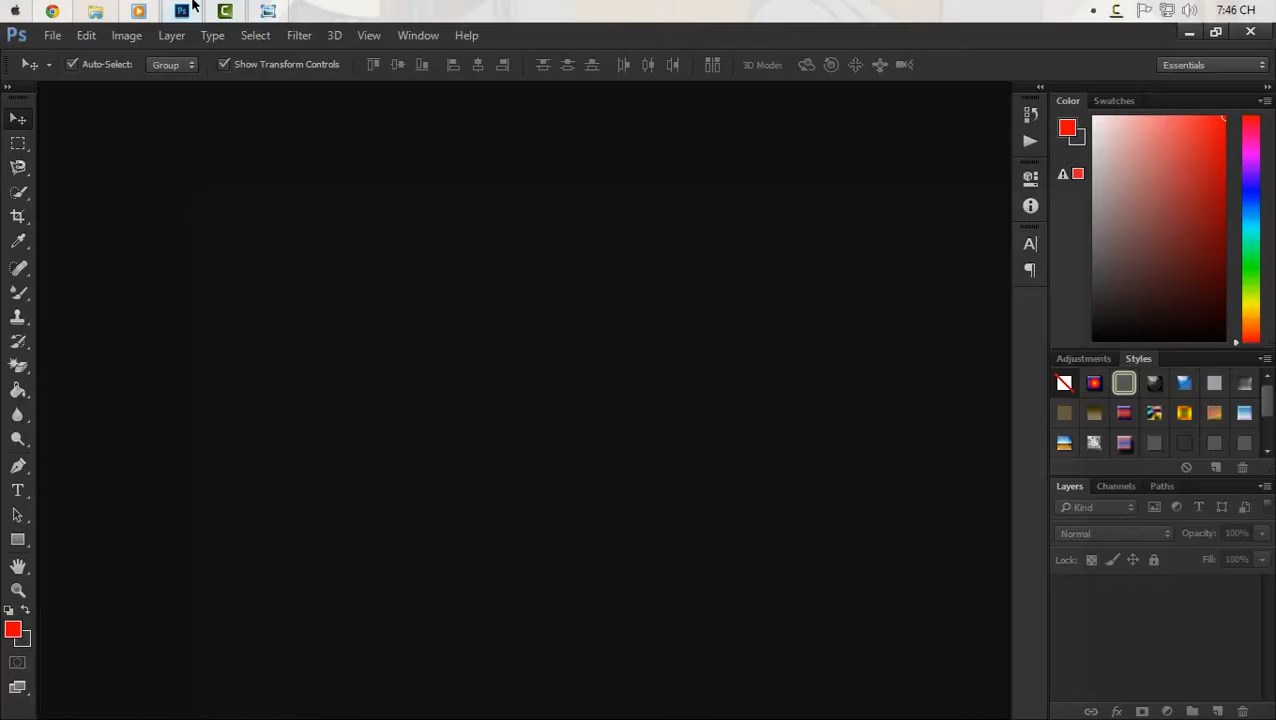 Ps
7:46 CH
Ps File Edit Image Layer Type Select Filter 3D View Window Help
Auto-Select: Group Show Transform Controls 3D Mode: Essentials
Color Swatches
Adjustments Styles
Layers Channels Paths
Kind
Normal Opacity: 100%
Lock: Fill: 100%